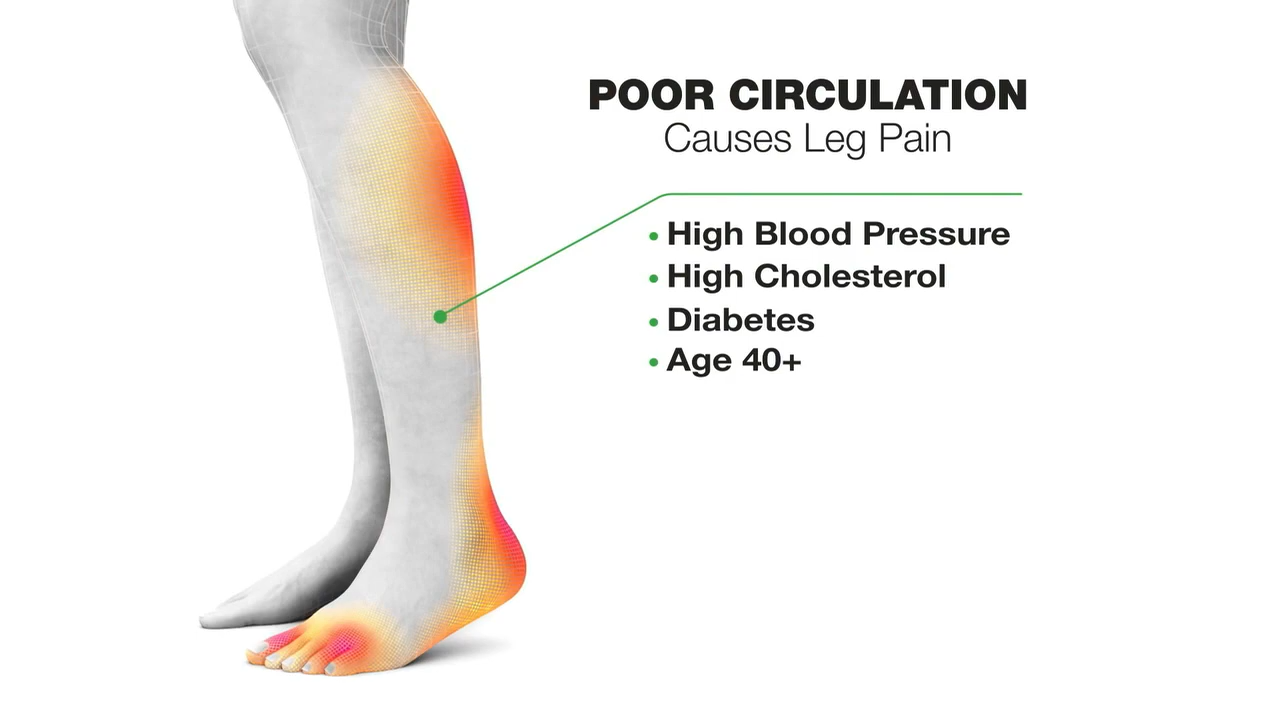 POOR CIRCULATION
Causes Leg Pain
• High Blood Pressure
• High Cholesterol
• Diabetes
• Age 40+